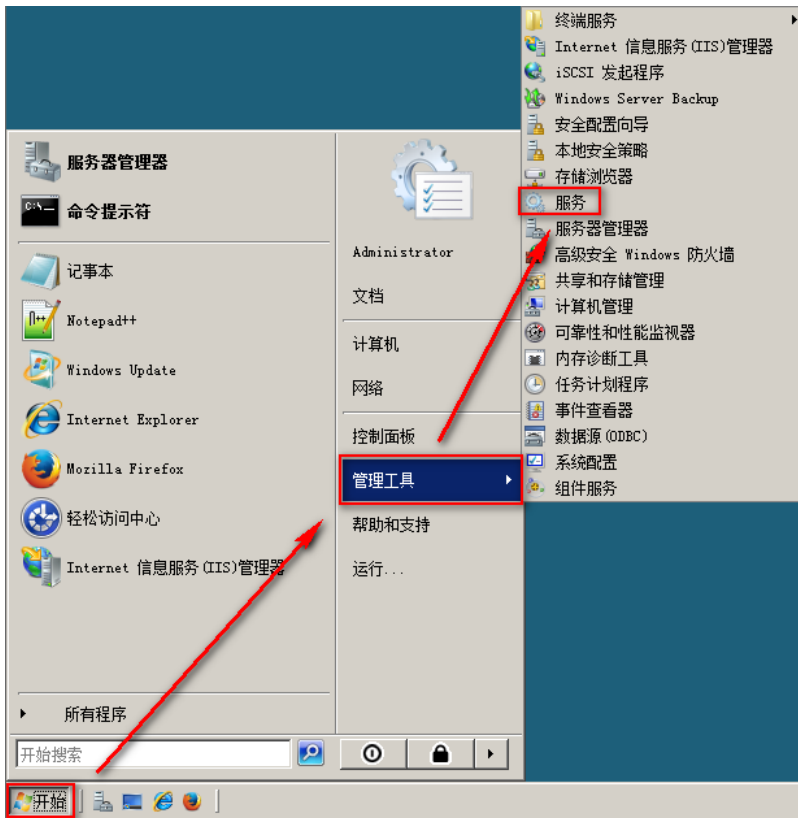 服务器管理器
命令提示符
记事本
Notepad++
Windows Update
Internet Explorer
Mozilla Firefox
轻松访问中心
Internet 信息服务(IIS)管理器
所有程序
开始搜索
Administrator
文档
计算机
网络
控制面板
管理工具
帮助和支持
运行...
终端服务
Internet 信息服务(IIS)管理器
iSCSI 发起程序
Windows Server Backup
安全配置向导
本地安全策略
存储浏览器
服务
服务器管理器
高级安全 Windows 防火墙
共享和存储管理
计算机管理
可靠性和性能监视器
内存诊断工具
任务计划程序
事件查看器
数据源(ODBC)
系统配置
组件服务
开始